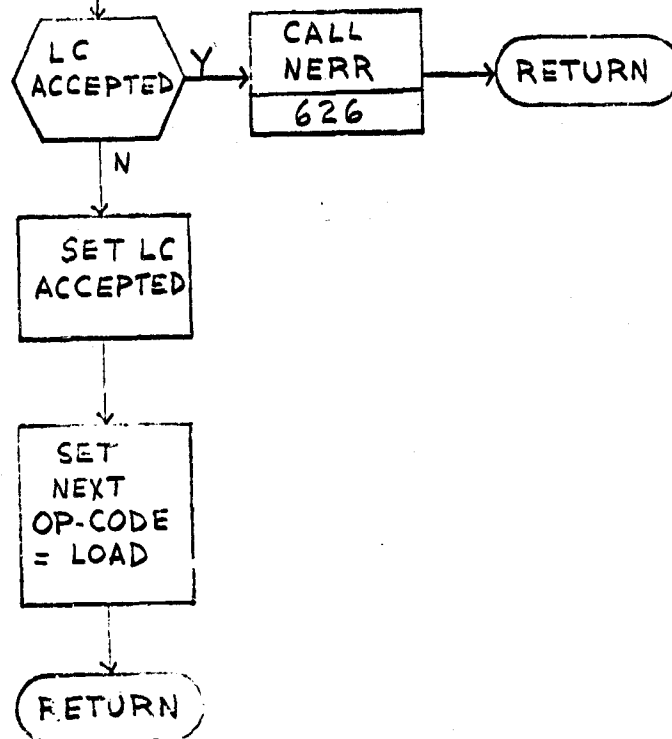 LC
ACCEPTED
Y
CALL
NERR
626
RETURN
N
SET LC
ACCEPTED
SET
NEXT
OP-CODE
= LOAD
RETURN